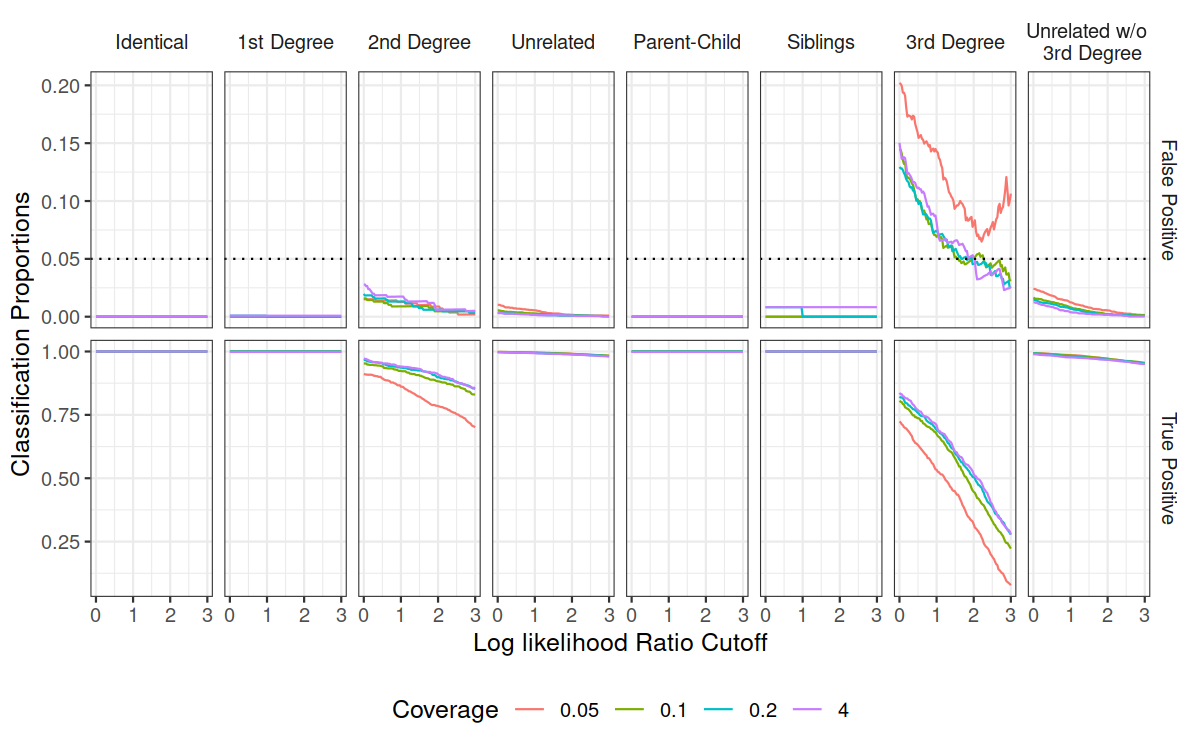 Identical 1st Degree 2nd Degree Unrelated Parent-Child Siblings 3rd Degree Unrelated w/o 3rd Degree
Classification Proportions
0.20
0.15
0.10
0.05
0.00
False Positive
1.00
0.75
0.50
0.25
True Positive
0 1 2 3 0 1 2 3 0 1 2 3 0 1 2 3 0 1 2 3 0 1 2 3 0 1 2 3 0 1 2 3
Log likelihood Ratio Cutoff
Coverage 0.05 0.1 0.2 4